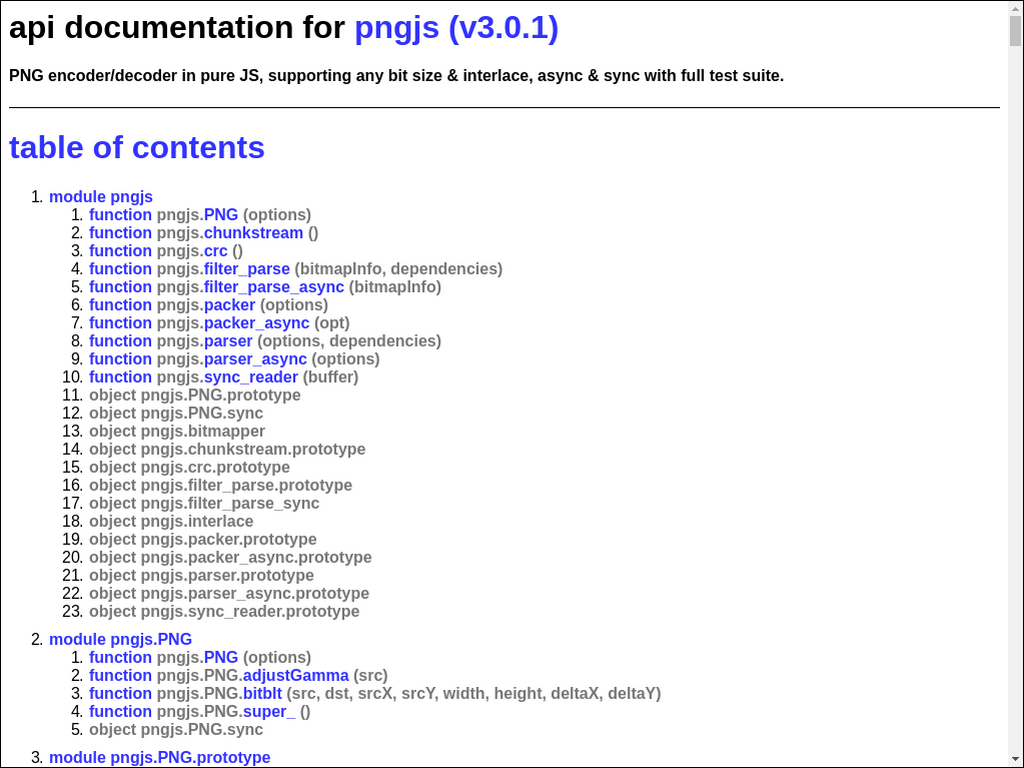 api documentation for pngjs (v3.0.1)
PNG encoder/decoder in pure JS, supporting any bit size & interlace, async & sync with full test suite.
table of contents
1. module pngjs
1. function pngjs.PNG (options)
2. function pngjs.chunkstream ()
3. function pngjs.crc ()
4. function pngjs.filter_parse (bitmapInfo, dependencies)
5. function pngjs.filter_parse_async (bitmapInfo)
6. function pngjs.packer (options)
7. function pngjs.packer_async (opt)
8. function pngjs.parser (options, dependencies)
9. function pngjs.parser_async (options)
10. function pngjs.sync_reader (buffer)
11. object pngjs.PNG.prototype
12. object pngjs.PNG.sync
13. object pngjs.bitmapper
14. object pngjs.chunkstream.prototype
15. object pngjs.crc.prototype
16. object pngjs.filter_parse.prototype
17. object pngjs.filter_parse_sync
18. object pngjs.interlace
19. object pngjs.packer.prototype
20. object pngjs.packer_async.prototype
21. object pngjs.parser.prototype
22. object pngjs.parser_async.prototype
23. object pngjs.sync_reader.prototype
2. module pngjs.PNG
1. function pngjs.PNG (options)
2. function pngjs.PNG.adjustGamma (src)
3. function pngjs.PNG.bitblt (src, dst, srcX, srcY, width, height, deltaX, deltaY)
4. function pngjs.PNG.super_ ()
5. object pngjs.PNG.sync
3. module pngjs.PNG.prototype